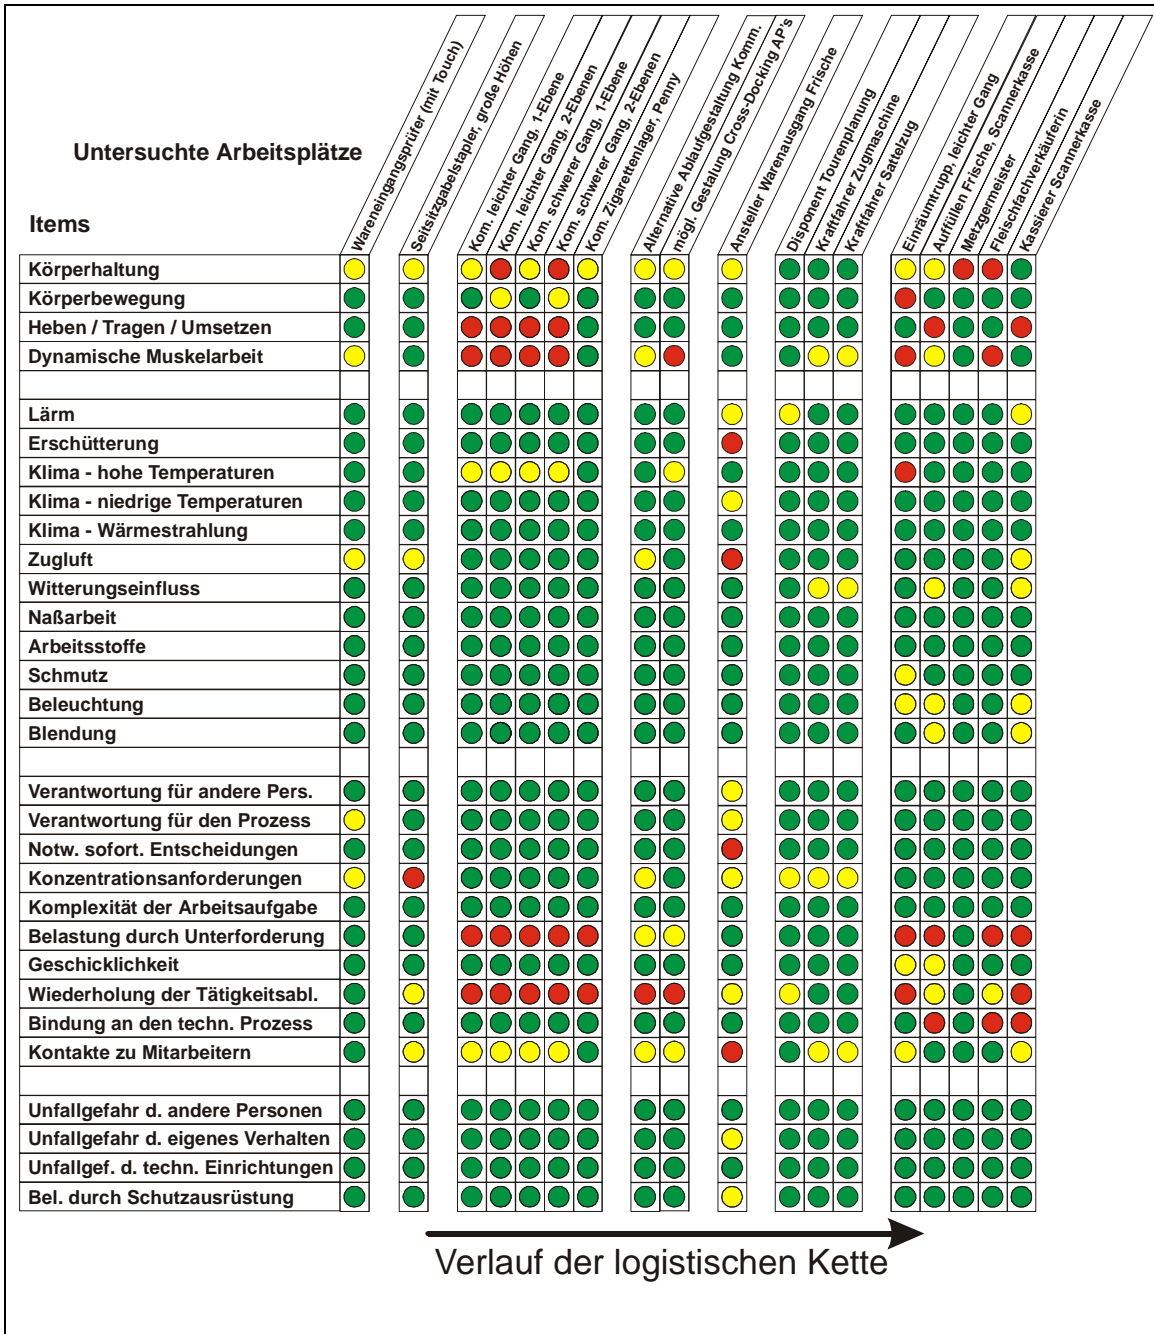 Untersuchte Arbeitsplätze
Items
Wareneingangsprüfer (mit Touch)
Seitsitzgabelstapler, große Höhen
Kom. leichter Gang, 1-Ebene
Kom. leichter Gang, 2-Ebenen
Kom. schwerer Gang, 1-Ebene
Kom. schwerer Gang, 2-Ebenen
Kom. Zigarettenlager, Penny
Alternative Ablaufgestaltung Komm.
mögl. Gestalung Cross-Docking AP's
Ansteller Warenausgang Frische
Disponent Tourenplanung
Kraftfahrer Zugmaschine
Kraftfahrer Sattelzug
Einräumtrupp, leichter Gang
Auffüllen Frische, Scannerkasse
Metzgermeister
Fleischfachverkäuferin
Kassierer Scannerkasse
Körperhaltung
Körperbewegung
Heben / Tragen / Umsetzen
Dynamische Muskelarbeit
Lärm
Erschütterung
Klima - hohe Temperaturen
Klima - niedrige Temperaturen
Klima - Wärmestrahlung
Zugluft
Witterungseinfluss
Naßarbeit
Arbeitsstoffe
Schmutz
Beleuchtung
Blendung
Verantwortung für andere Pers.
Verantwortung für den Prozess
Notw. sofort. Entscheidungen
Konzentrationsanforderungen
Komplexität der Arbeitsaufgabe
Belastung durch Unterforderung
Geschicklichkeit
Wiederholung der Tätigkeitsabl.
Bindung an den techn. Prozess
Kontakte zu Mitarbeitern
Unfallgefahr d. andere Personen
Unfallgefahr d. eigenes Verhalten
Unfallgef. d. techn. Einrichtungen
Bel. durch Schutzausrüstung
Verlauf der logistischen Kette